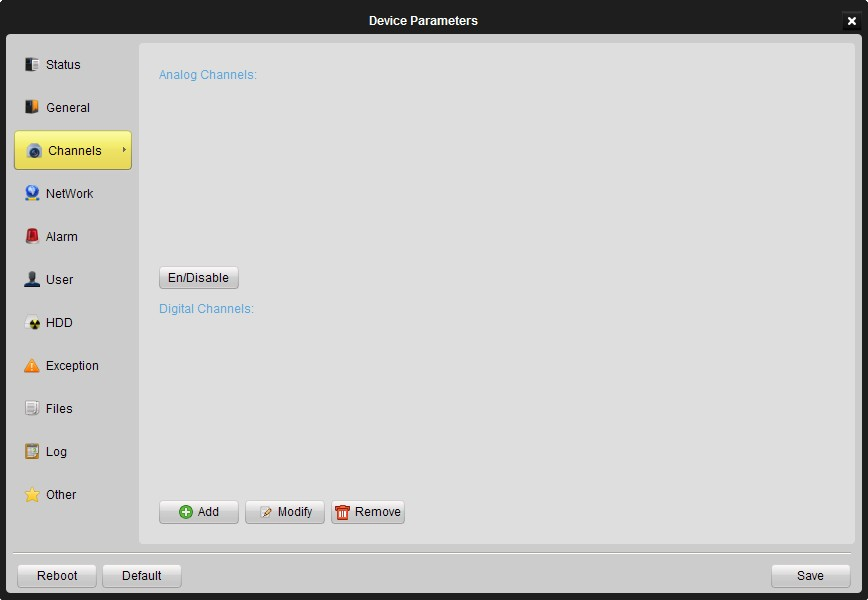 Device Parameters
Status
General
Channels
NetWork
Alarm
User
HDD
Exception
Files
Log
Other
Analog Channels:
En/Disable
Digital Channels:
Add Modify Remove
Reboot Default Save